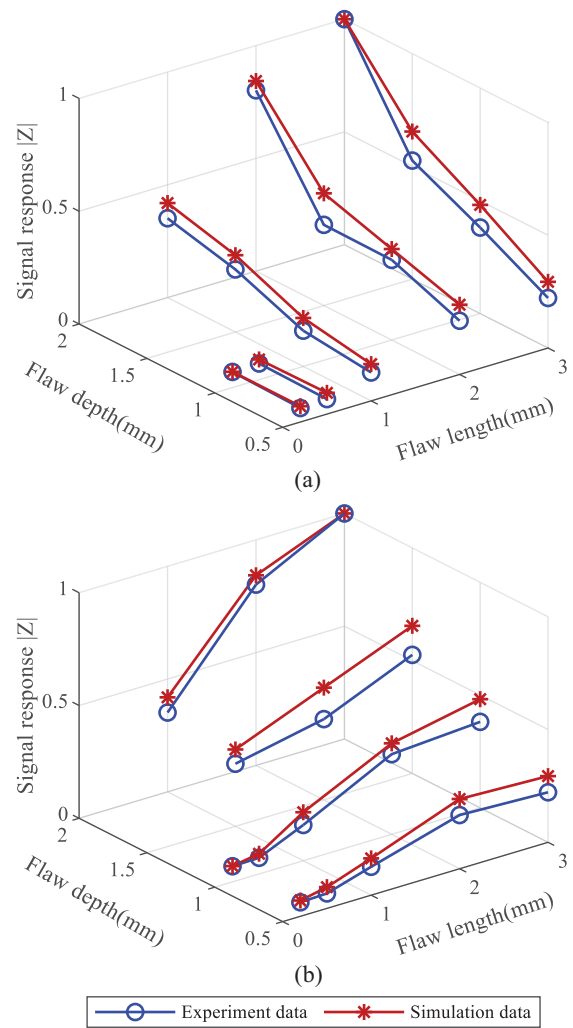 1
0.5
0
2
1.5
1
0.5
0
1
2
3
Signal response |Z|
Flaw depth(mm)
Flaw length(mm)
(a)
1
0.5
0
2
1.5
1
0.5
0
1
2
3
Signal response |Z|
Flaw depth(mm)
Flaw length(mm)
(b)
Experiment data
Simulation data